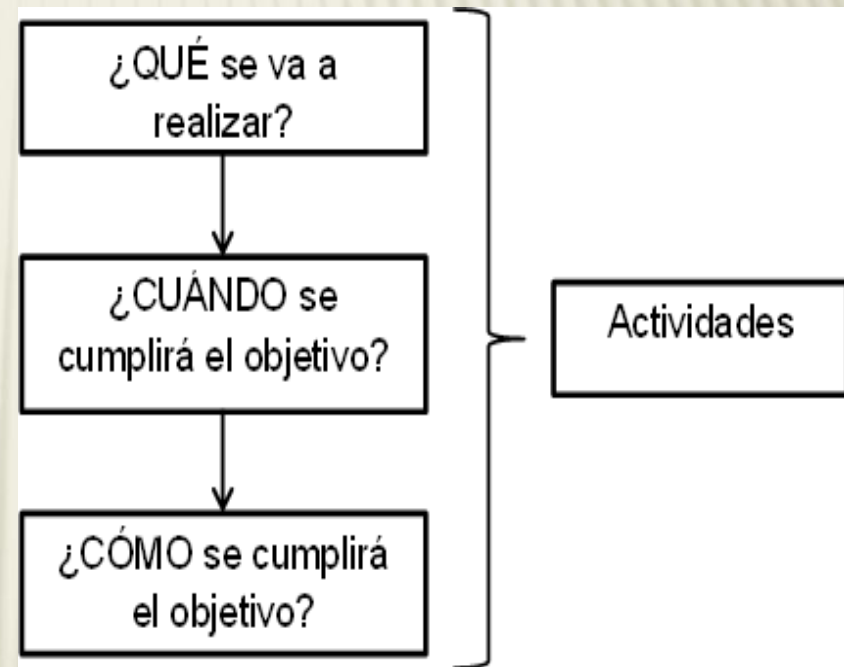 ¿QUÉ se va a
realizar?
¿CUÁNDO se
cumplirá el objetivo?
¿CÓMO se cumplirá
el objetivo?
Actividades